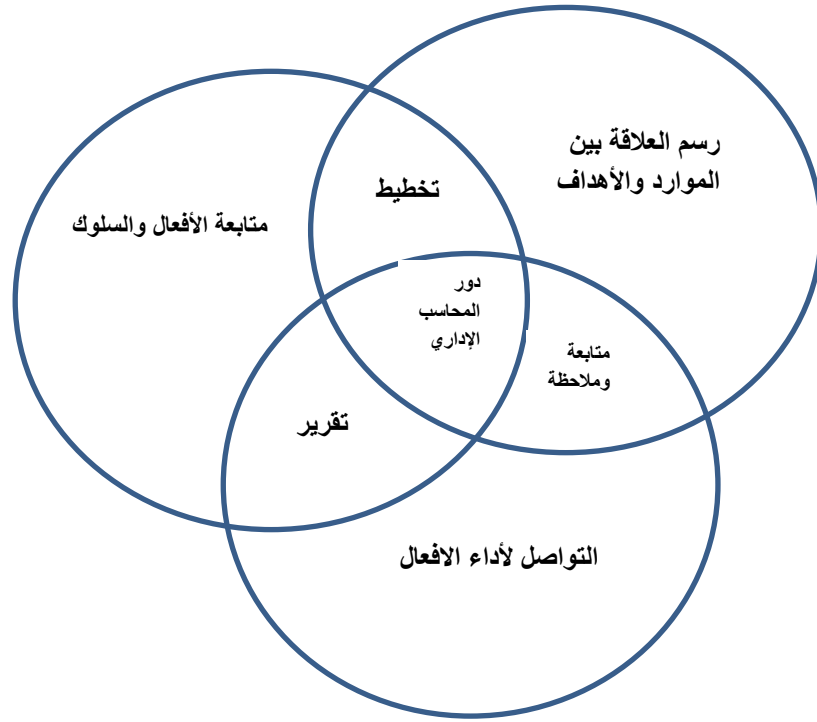 رسم العلاقة بين
الموارد والأهداف
تخطيط
متابعة الأفعال والسلوك
دور
المحاسب
الإداري
متابعة
وملاحظة
تقرير
التواصل لأداء الافعال